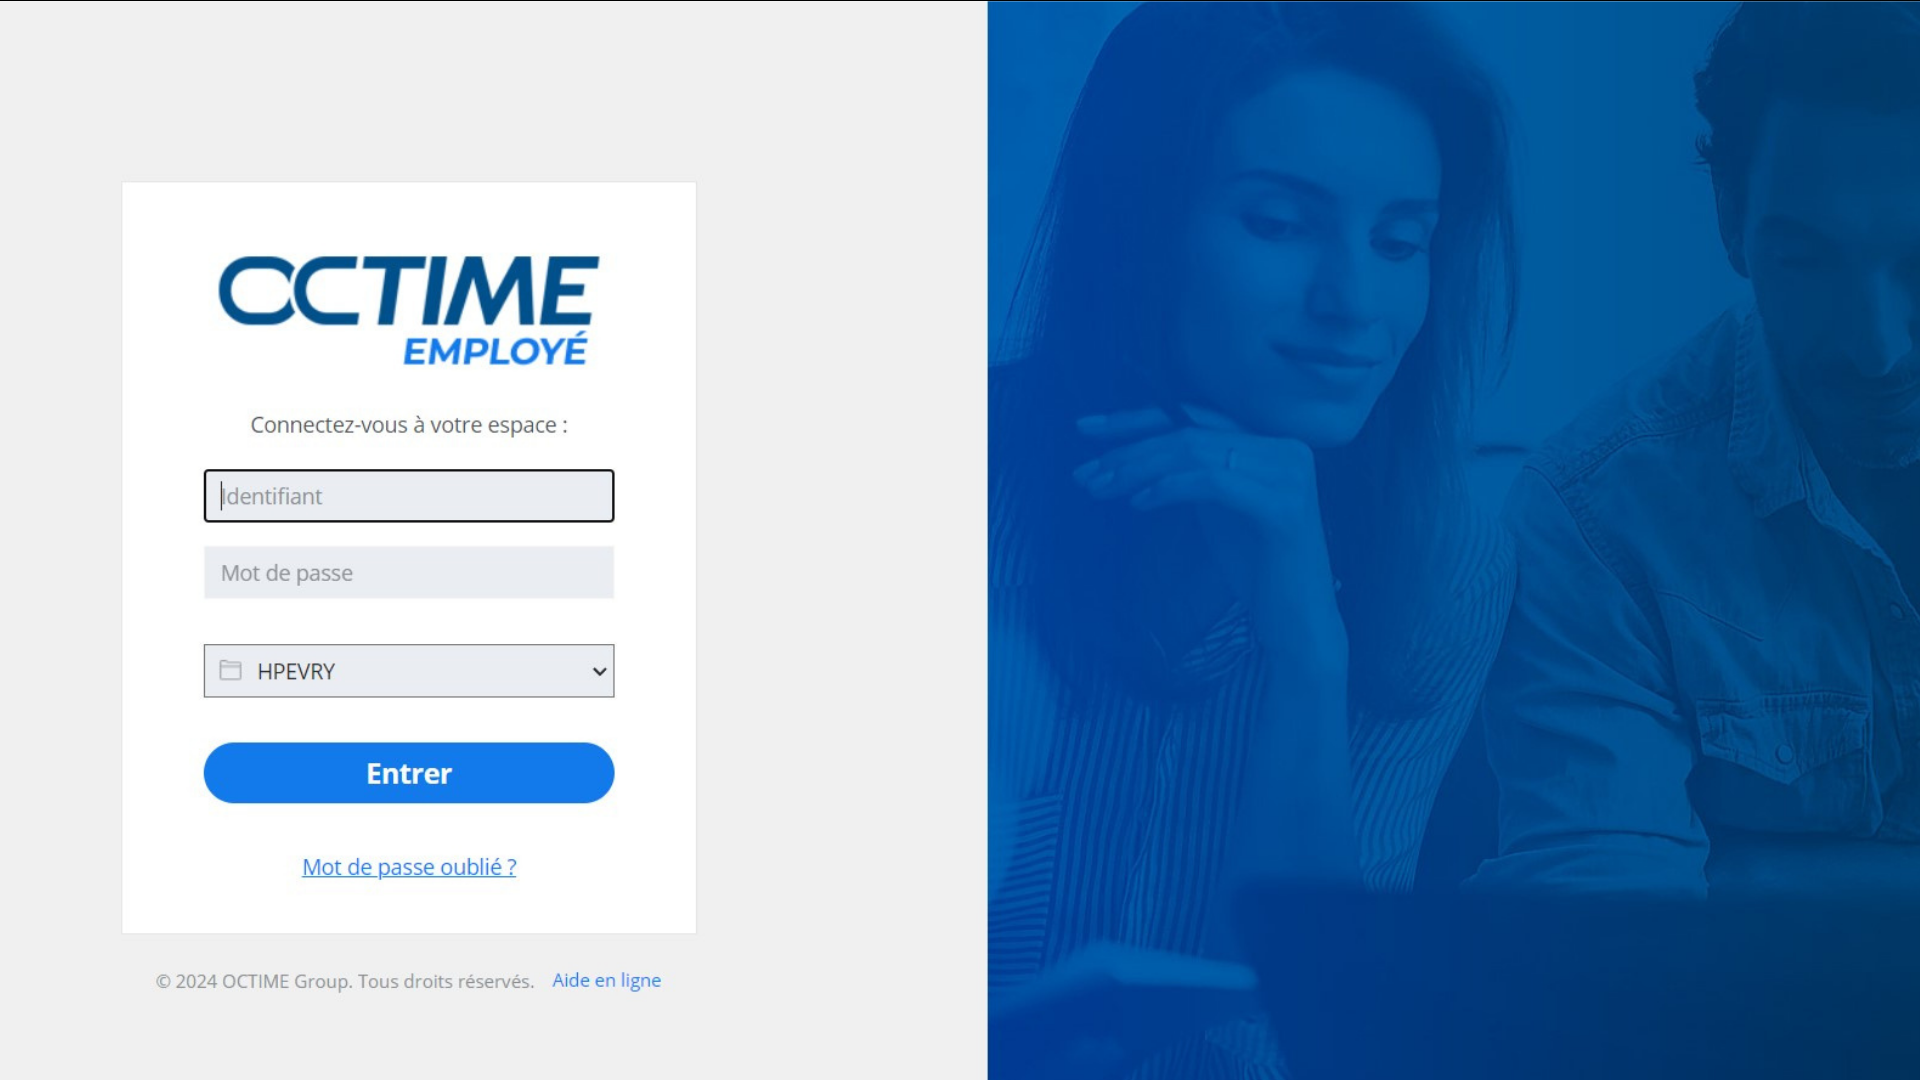 OCTIME
EMPLOYÉ
Connectez-vous à votre espace :
Identifiant
Mot de passe
HPEVRY
Entrer
Mot de passe oublié ?
© 2024 OCTIME Group. Tous droits réservés. Aide en ligne